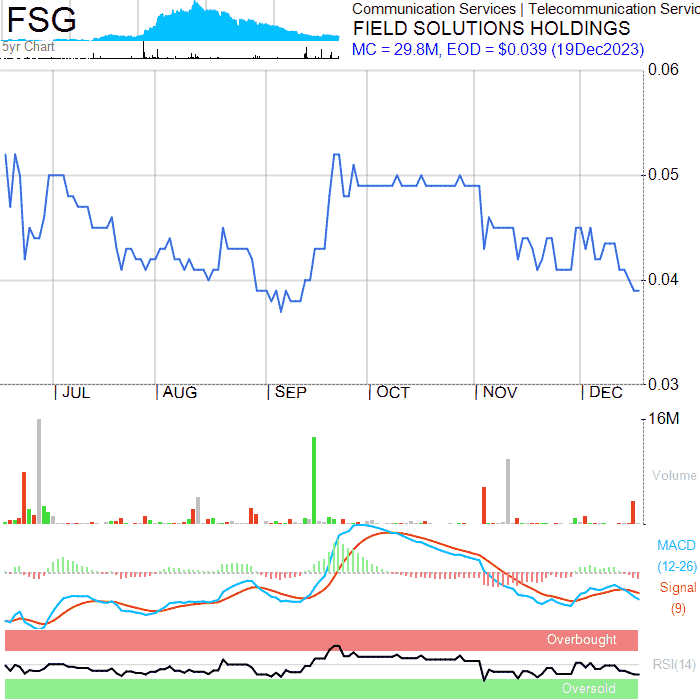 FSG
Communication Services | Telecommunication Servic
FIELD SOLUTIONS HOLDINGS
5yr Chart
MC = 29.8M, EOD = $0.039 (19Dec2023)
0.06
0.05
0.04
0.03
JUL AUG SEP OCT NOV DEC
16M
Volume
MACD
(12-26)
Signal
(9)
Overbought
RSI(14)
Oversold